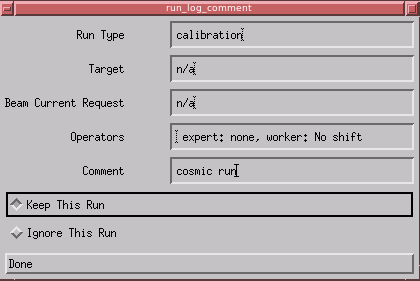 run_log_comment
Run Type calibration
Target n/a
Beam Current Request n/a
Operators expert: none, worker: No shift
Comment cosmic run
Keep This Run
Ignore This Run
Done